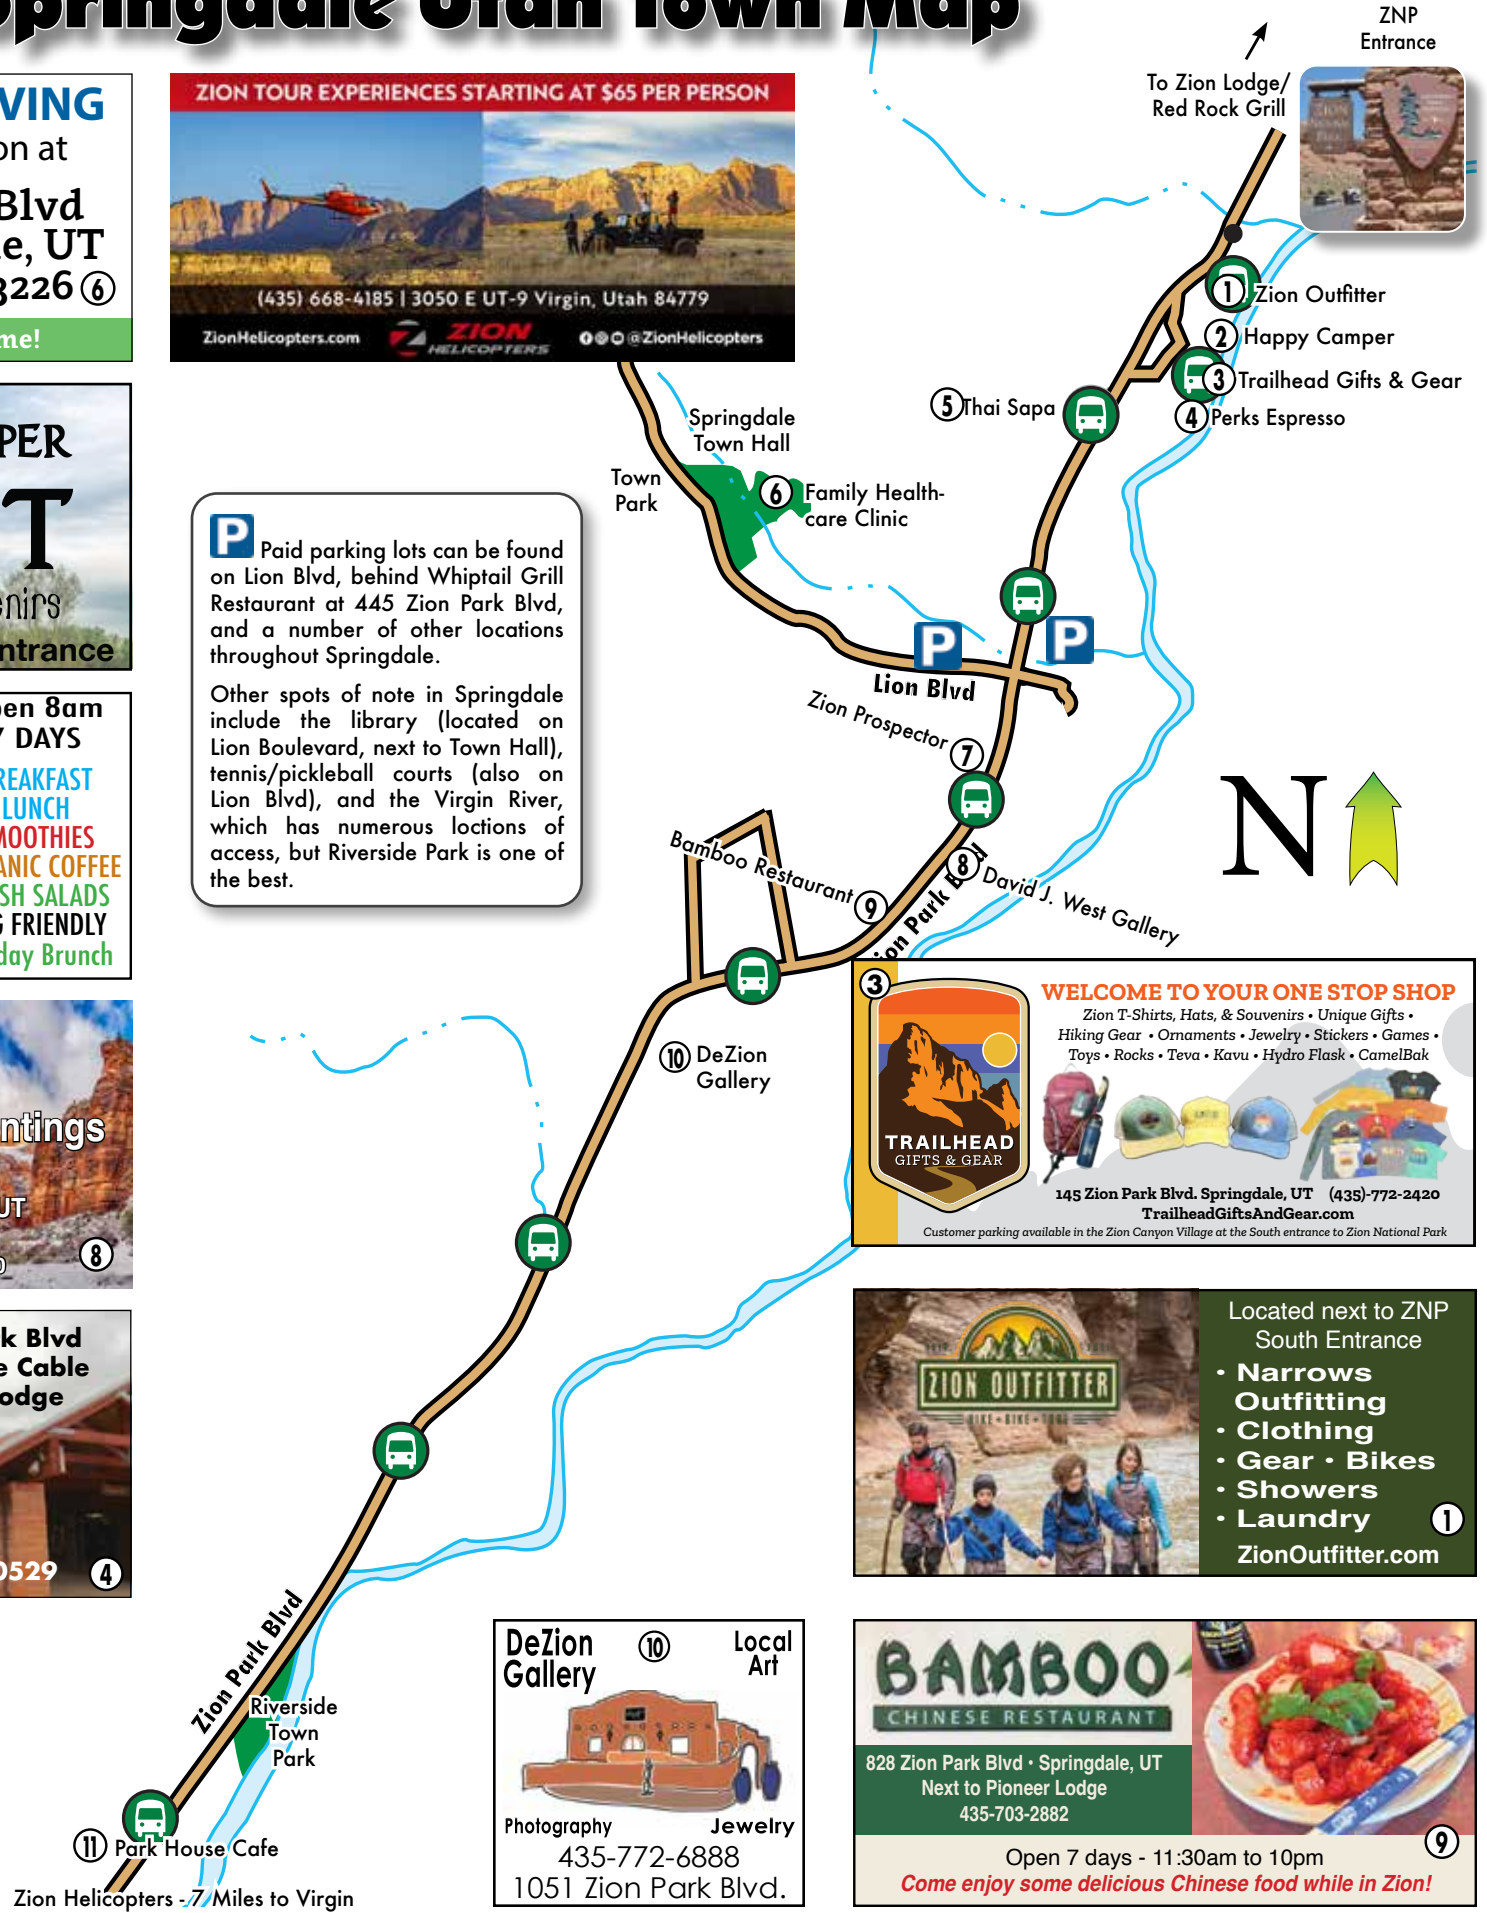 Springdale Utah Town Map
ZNP
Entrance
To Zion Lodge/
Red Rock Grill
VING
on at
Blvd
e, UT
3226 6
me!
ZION TOUR EXPERIENCES STARTING AT $65 PER PERSON
(435) 668-4185 | 3050 E UT-9 Virgin, Utah 84779
ZionHelicopters.com
ZION
HELICOPTERS
@ZionHelicopters
1 Zion Outfitter
2 Happy Camper
3 Trailhead Gifts & Gear
4 Perks Espresso
5 Thai Sapa
Springdale
Town Hall
Town
Park
6 Family Health-
care Clinic
PER
T
enirs
ntrance
P Paid parking lots can be found
on Lion Blvd, behind Whiptail Grill
Restaurant at 445 Zion Park Blvd,
and a number of other locations
throughout Springdale.
Other spots of note in Springdale
include the library (located on
Lion Boulevard, next to Town Hall),
tennis/pickleball courts (also on
Lion Blvd), and the Virgin River,
which has numerous loctions of
access, but Riverside Park is one of
the best.
P
P
Lion Blvd
Zion Prospector 7
N
Bamboo Restaurant 9
8 David J. West Gallery
ion Park B
pen 8am
Y DAYS
REAKFAST
LUNCH
MOOTHIES
ANIC COFFEE
SH SALADS
G FRIENDLY
day Brunch
10 DeZion
Gallery
3
TRAILHEAD
GIFTS & GEAR
WELCOME TO YOUR ONE STOP SHOP
Zion T-Shirts, Hats, & Souvenirs • Unique Gifts •
Hiking Gear • Ornaments • Jewelry • Stickers • Games •
Toys • Rocks • Teva • Kavu • Hydro Flask • CamelBak
145 Zion Park Blvd. Springdale, UT (435)-772-2420
TrailheadGiftsAndGear.com
Customer parking available in the Zion Canyon Village at the South entrance to Zion National Park
ntings
UT
8
k Blvd
e Cable
odge
0529 4
ZION OUTFITTER
HIKE • BIKE • TOUR
Located next to ZNP
South Entrance
• Narrows
Outfitting
• Clothing
• Gear • Bikes
• Showers
• Laundry
1
ZionOutfitter.com
Zion Park Blvd
Riverside
Town
Park
11 Park House Cafe
Zion Helicopters - 7 Miles to Virgin
DeZion
Gallery
10
Local
Art
Photography
Jewelry
435-772-6888
1051 Zion Park Blvd.
BAMBOO
CHINESE RESTAURANT
828 Zion Park Blvd • Springdale, UT
Next to Pioneer Lodge
435-703-2882
9
Open 7 days - 11:30am to 10pm
Come enjoy some delicious Chinese food while in Zion!